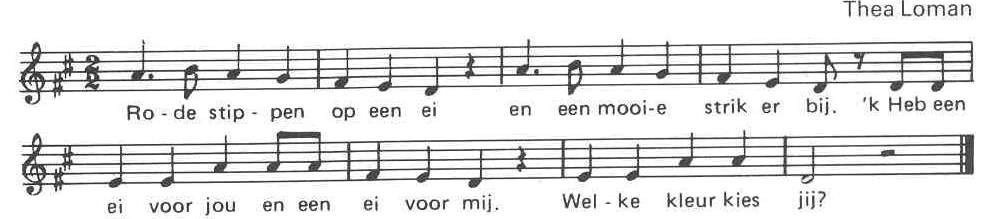 Thea Loman
Ro - de stip - pen op een ei en een mooi-e strik er bij. 'k Heb een
ei voor jou en een ei voor mij. Wel - ke kleur kies jij?